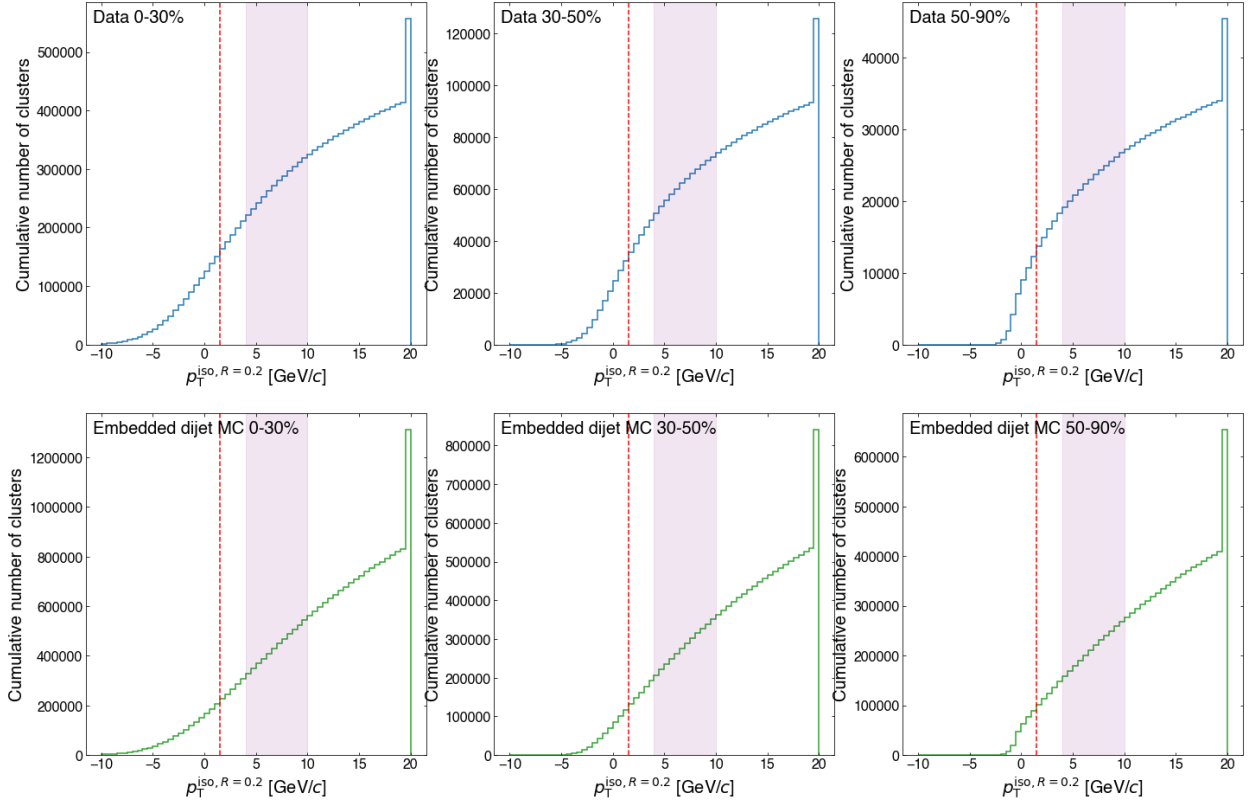 Data 0-30%
Cumulative number of clusters
500000
400000
300000
200000
100000
0
−10 −5 0 5 10 15 20
p_T^{iso, R = 0.2} [GeV/c]
Data 30-50%
Cumulative number of clusters
120000
100000
80000
60000
40000
20000
0
−10 −5 0 5 10 15 20
p_T^{iso, R = 0.2} [GeV/c]
Data 50-90%
Cumulative number of clusters
40000
30000
20000
10000
0
−10 −5 0 5 10 15 20
p_T^{iso, R = 0.2} [GeV/c]
Embedded dijet MC 0-30%
Cumulative number of clusters
1200000
1000000
800000
600000
400000
200000
0
−10 −5 0 5 10 15 20
p_T^{iso, R = 0.2} [GeV/c]
Embedded dijet MC 30-50%
Cumulative number of clusters
800000
700000
600000
500000
400000
300000
200000
100000
0
−10 −5 0 5 10 15 20
p_T^{iso, R = 0.2} [GeV/c]
Embedded dijet MC 50-90%
Cumulative number of clusters
600000
500000
400000
300000
200000
100000
0
−10 −5 0 5 10 15 20
p_T^{iso, R = 0.2} [GeV/c]